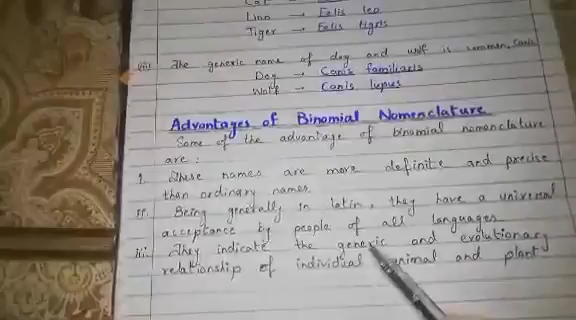 Cat
Lion → Felis leo
Tiger → Felis tigris
viii. The generic name of dog and wolf is common, Canis
Dog → Canis familiaris
Wolf → Canis lupus
Advantages of Binomial Nomenclature
Some of the advantage of binomial nomenclature
are :
i. These names are more definite and precise
than ordinary names.
ii. Being generally in latin, they have a universal
acceptance by people of all languages
iii. They indicate the generic and evolutionary
relationship of individual animal and plant